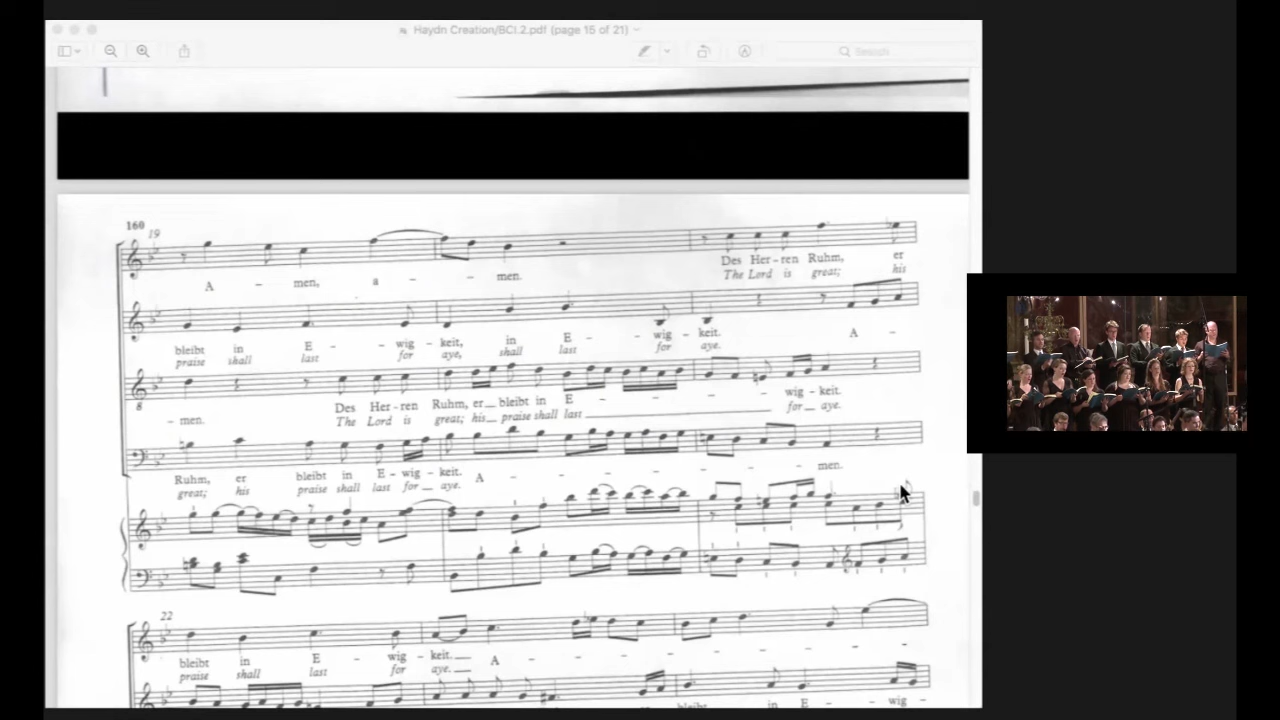 Haydn Creation/BCI.2.pdf (page 15 of 21)
Search
160
19
A - men, a - men. Des Her-ren Ruhm, er
The Lord is great; his
bleibt in E - wig - keit, in E - wig - keit. A -
praise shall last for aye, shall last for aye.
8
- men. Des Her-ren Ruhm, er bleibt in E - wig - keit.
The Lord is great; his praise shall last for aye.
Ruhm, er bleibt in E - wig - keit. A - - - - - - - men.
great; his praise shall last for aye.
22
bleibt in E - wig - keit. A - - - - - - -
praise shall last for aye.
bleibt in E - wig -